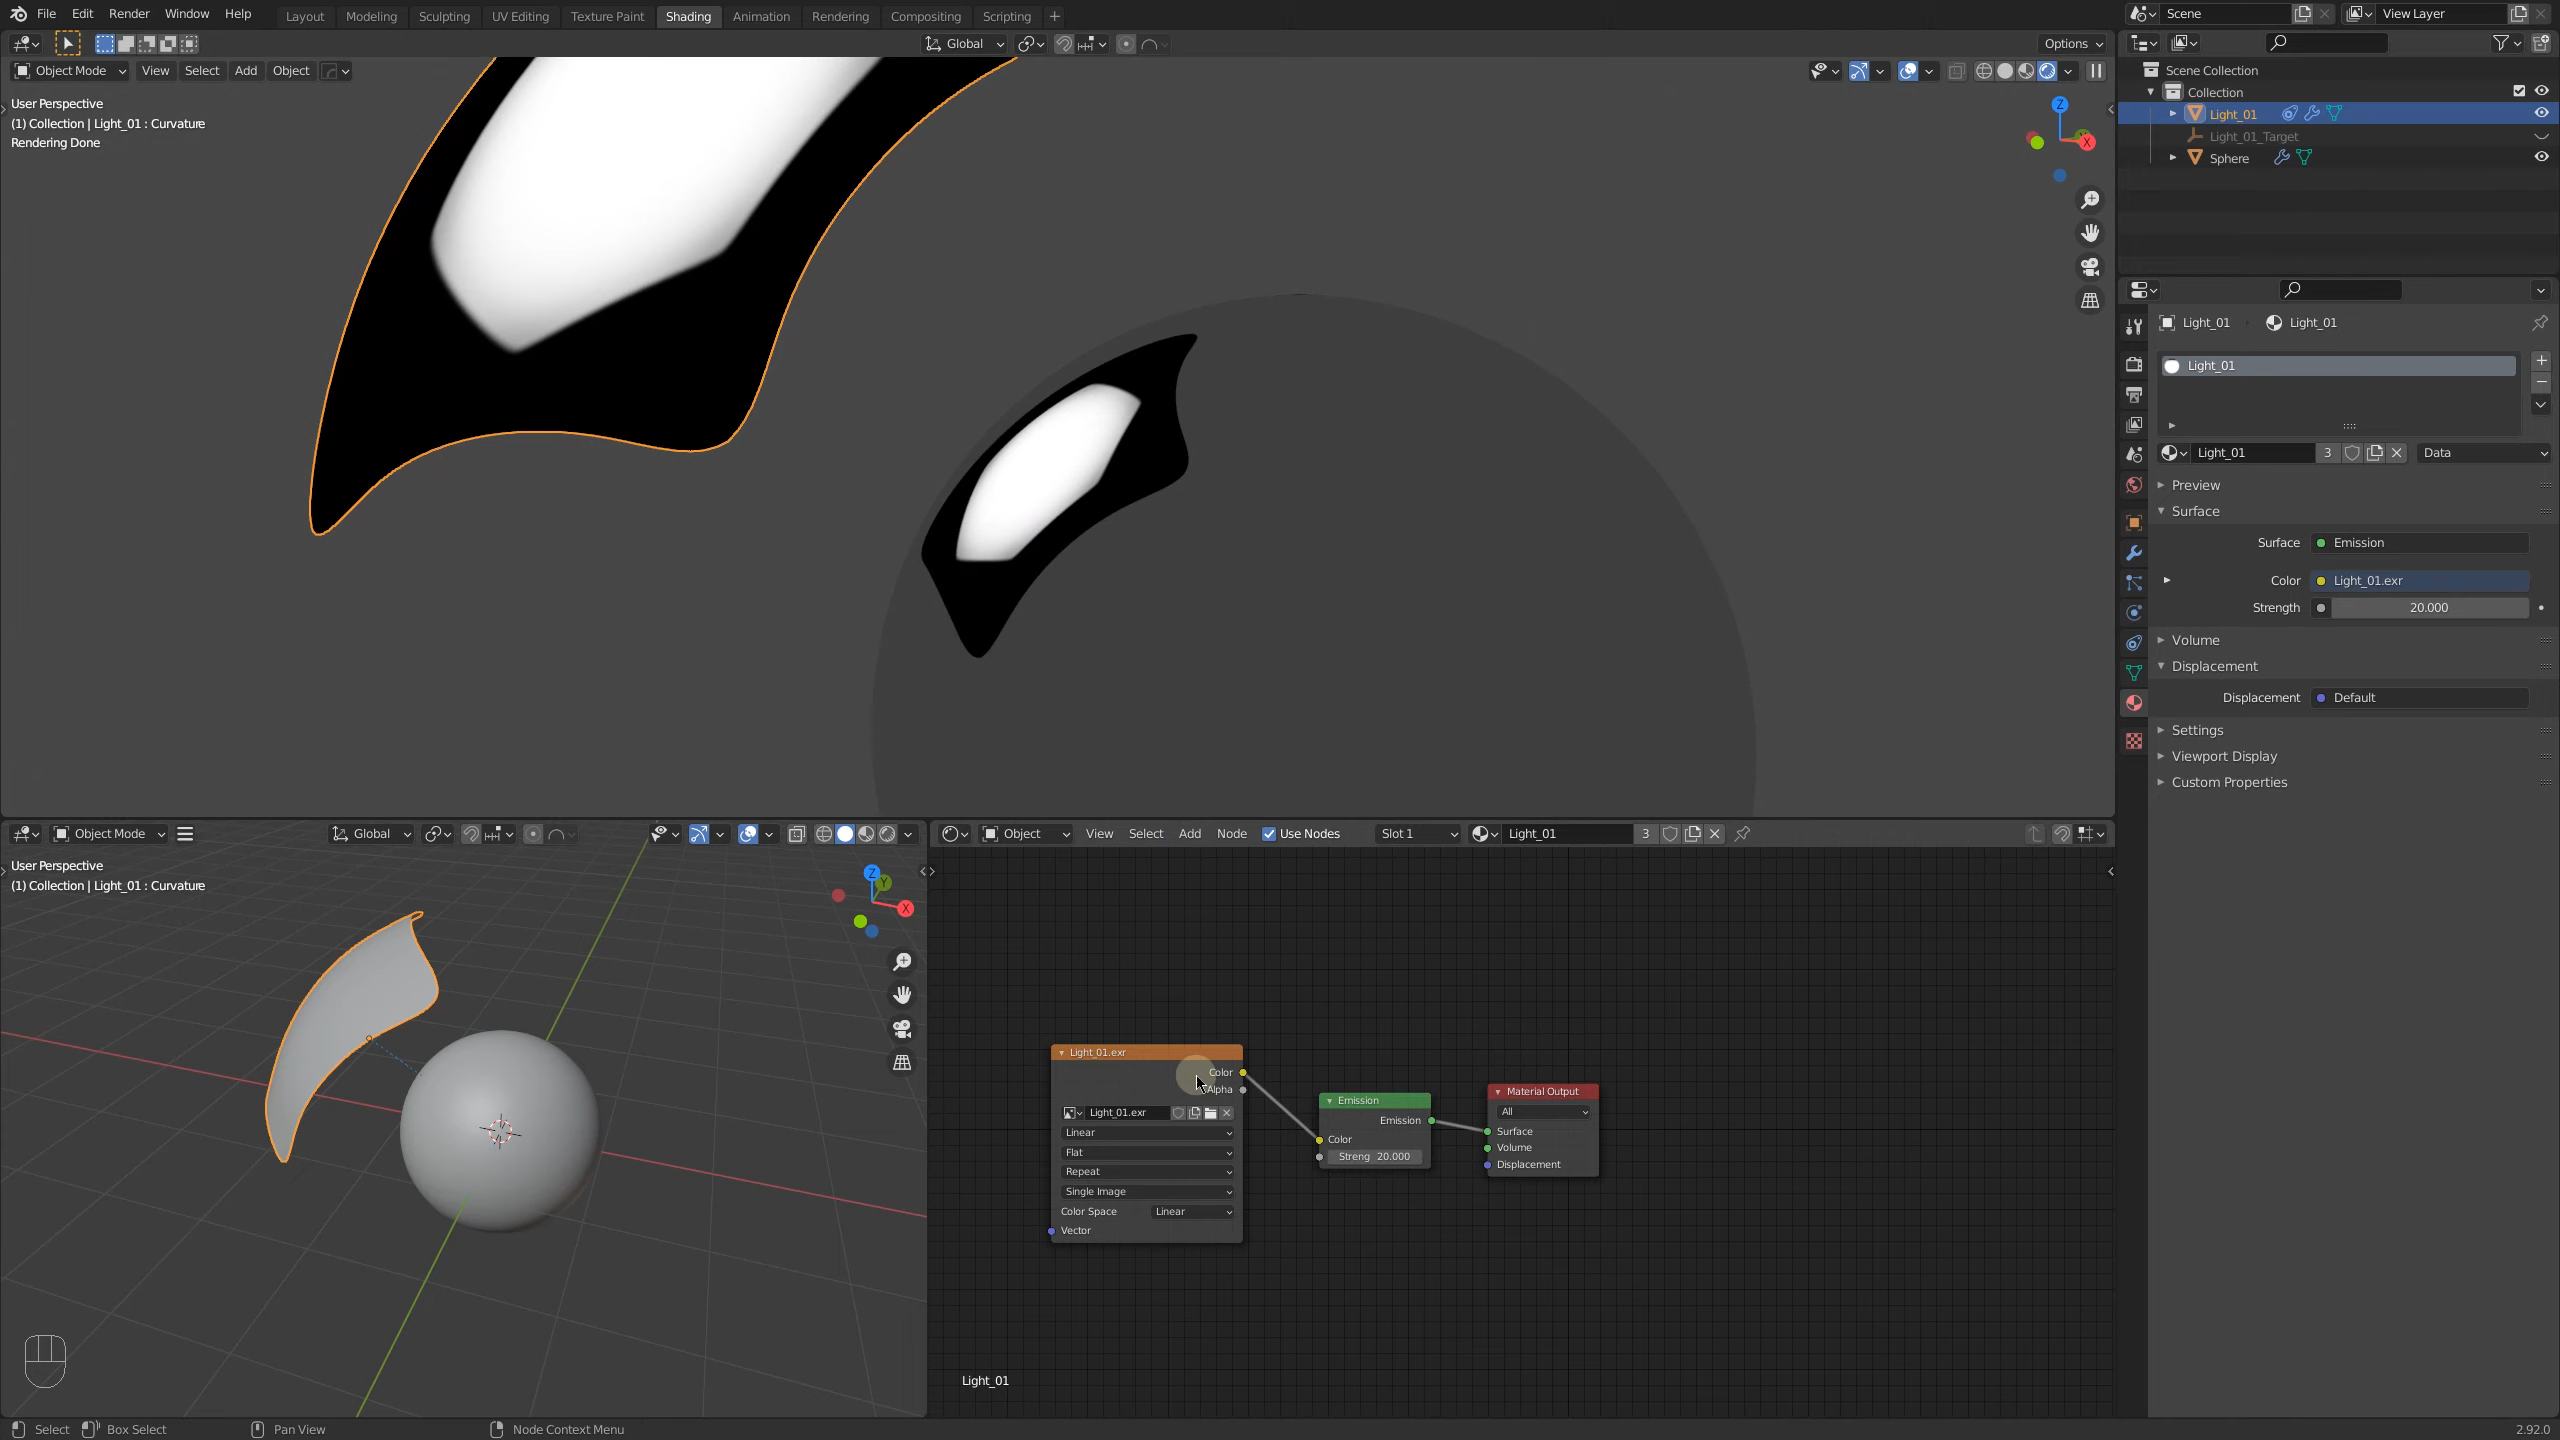 File Edit Render Window Help
Layout Modeling Sculpting UV Editing Texture Paint Shading Animation Rendering Compositing Scripting
Scene
View Layer
Global
Options
Object Mode View Select Add Object
User Perspective
(1) Collection | Light_01 : Curvature
Rendering Done
Z
X
Scene Collection
Collection
Light_01
Light_01_Target
Sphere
Light_01 Light_01
Light_01
Light_01 3 Data
Preview
Surface
Surface Emission
Color Light_01.exr
Strength 20.000
Volume
Displacement
Displacement Default
Settings
Viewport Display
Custom Properties
Object Mode Global
User Perspective
(1) Collection | Light_01 : Curvature
Z
Y
X
Object View Select Add Node Use Nodes Slot 1 Light_01 3
Light_01.exr
Color
Alpha
Light_01.exr
Linear
Flat
Repeat
Single Image
Color Space Linear
Vector
Emission
Emission
Color
Streng 20.000
Material Output
All
Surface
Volume
Displacement
Light_01
Select Box Select Pan View Node Context Menu 2.92.0